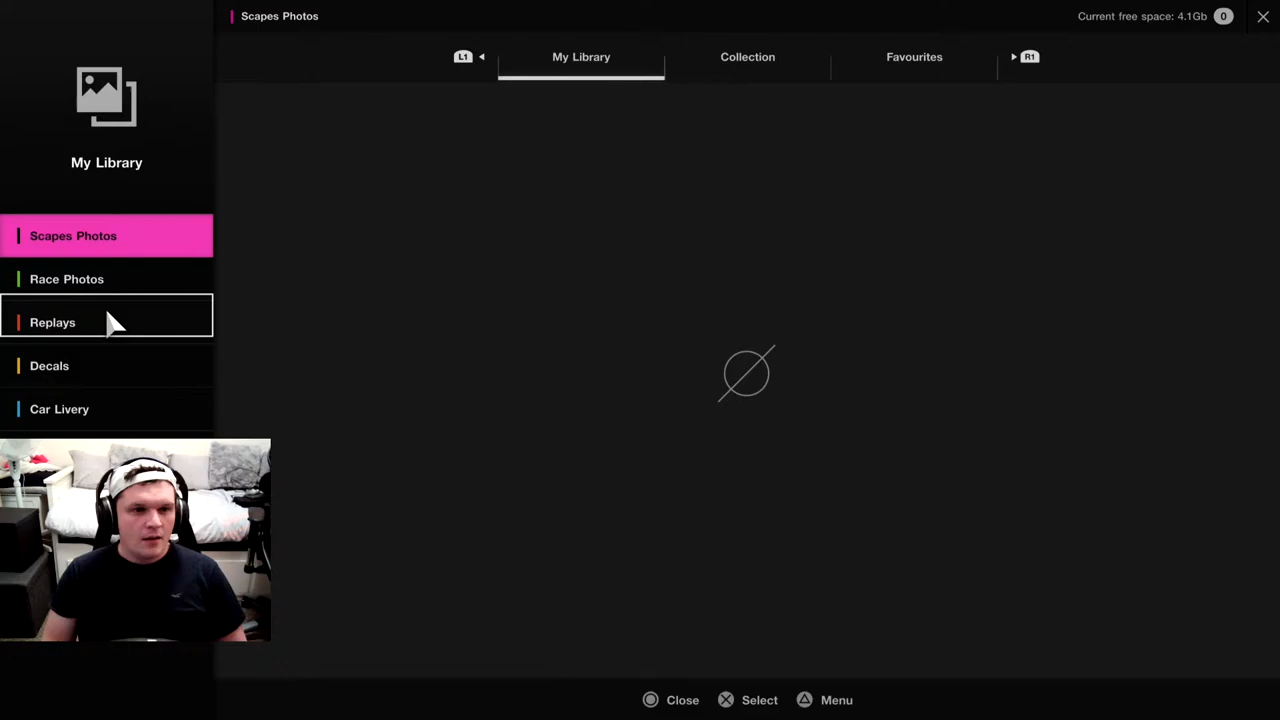 Scapes Photos
Current free space: 4.1Gb 0
L1 My Library Collection Favourites R1
My Library
Scapes Photos
Race Photos
Replays
Decals
Car Livery
Close Select Menu